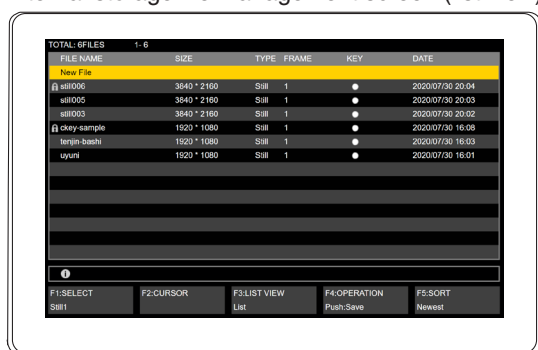 TOTAL: 6FILES 1- 6
FILE NAME SIZE TYPE FRAME KEY DATE
New File
still006 3840 * 2160 Still 1 2020/07/30 20:04
still005 3840 * 2160 Still 1 2020/07/30 20:03
still003 3840 * 2160 Still 1 2020/07/30 20:02
ckey-sample 1920 * 1080 Still 1 2020/07/30 16:08
tenjin-bashi 1920 * 1080 Still 1 2020/07/30 16:03
uyuni 1920 * 1080 Still 1 2020/07/30 16:01
F1:SELECT F2:CURSOR F3:LIST VIEW F4:OPERATION F5:SORT
Still1 List Push:Save Newest